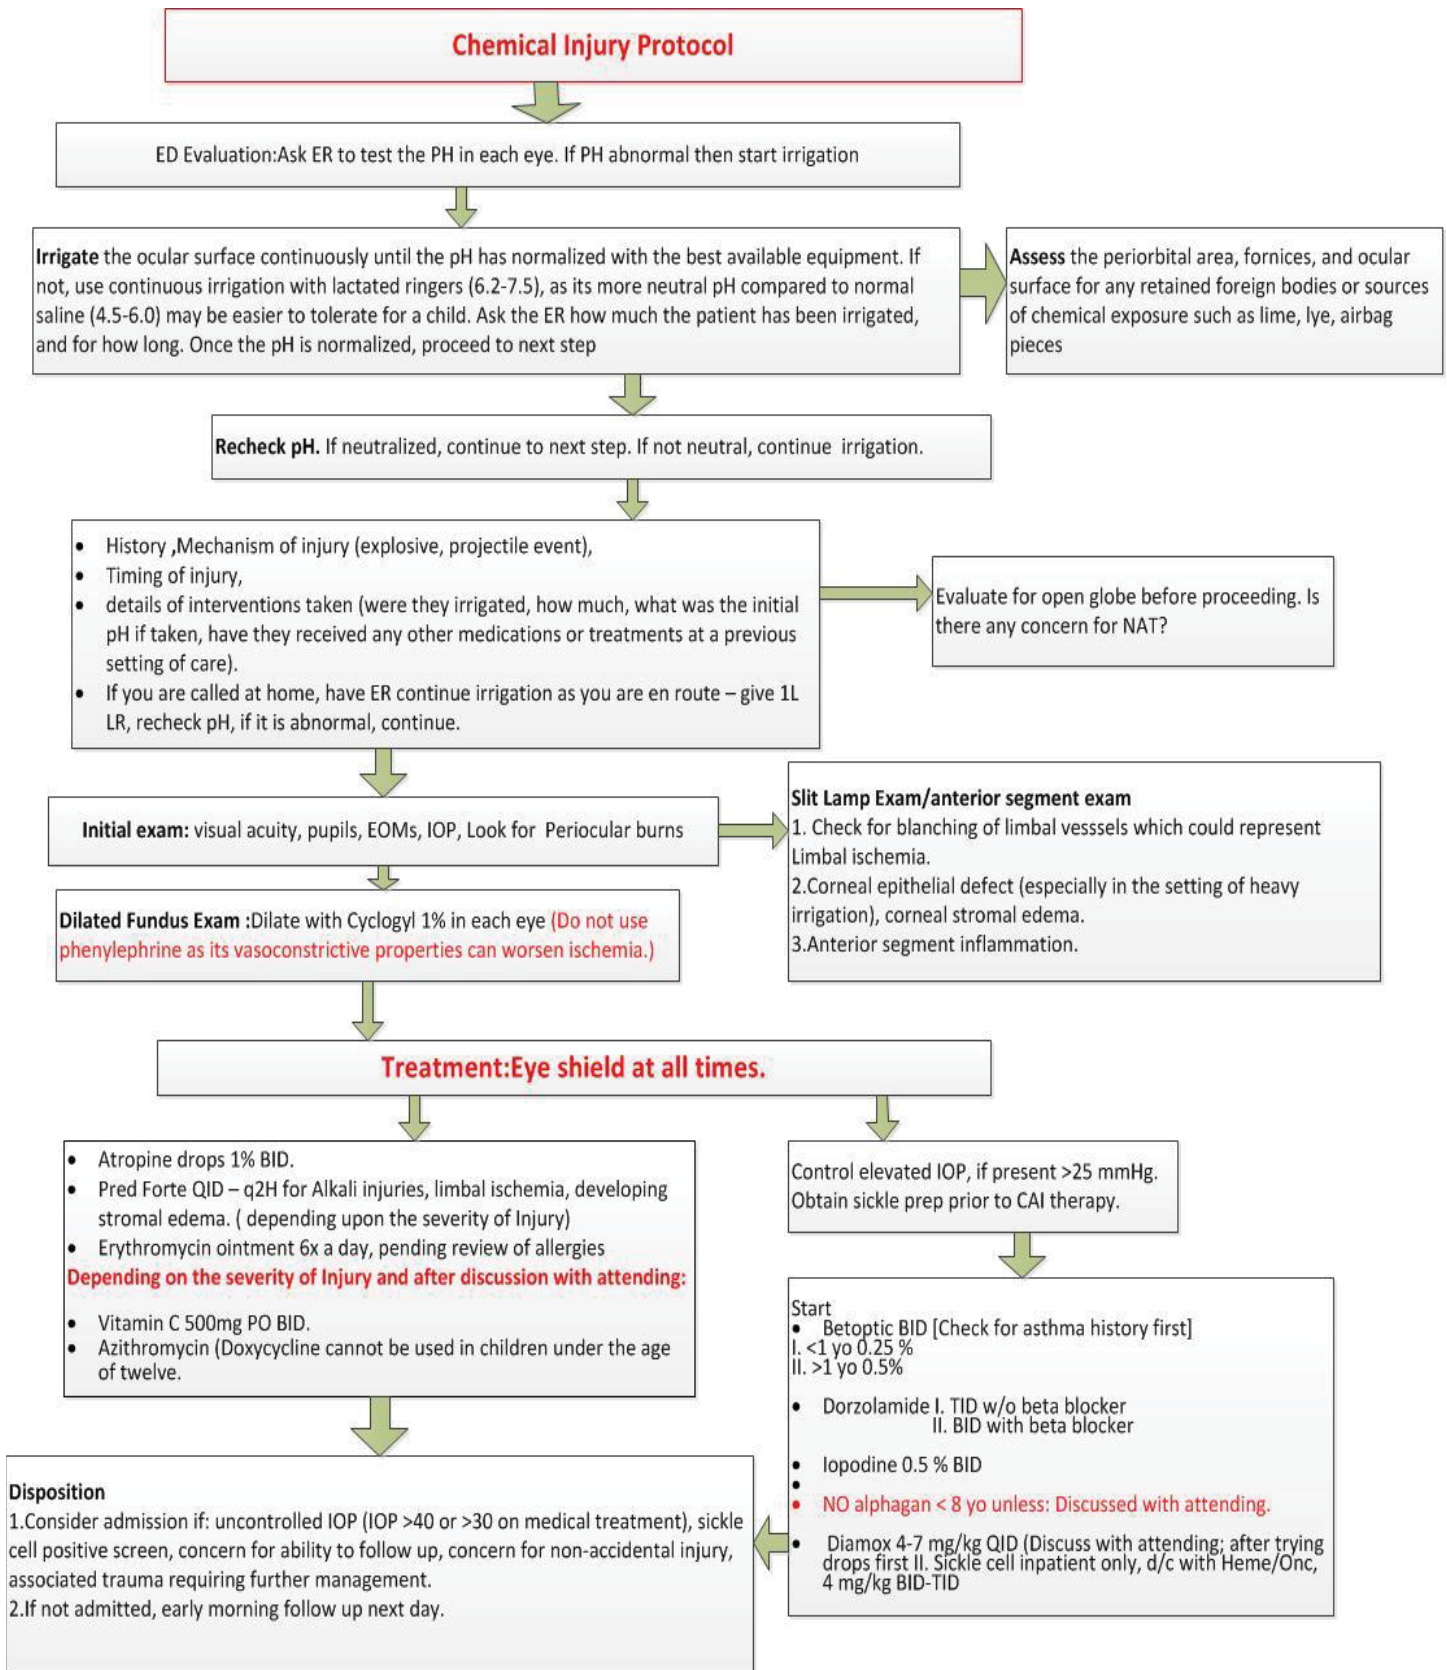 Chemical Injury Protocol
ED Evaluation:Ask ER to test the PH in each eye. If PH abnormal then start irrigation
Irrigate the ocular surface continuously until the pH has normalized with the best available equipment. If
not, use continuous irrigation with lactated ringers (6.2-7.5), as its more neutral pH compared to normal
saline (4.5-6.0) may be easier to tolerate for a child. Ask the ER how much the patient has been irrigated,
and for how long. Once the pH is normalized, proceed to next step
Assess the periorbital area, fornices, and ocular
surface for any retained foreign bodies or sources
of chemical exposure such as lime, lye, airbag
pieces
Recheck pH. If neutralized, continue to next step. If not neutral, continue irrigation.
• History ,Mechanism of injury (explosive, projectile event),
• Timing of injury,
• details of interventions taken (were they irrigated, how much, what was the initial
pH if taken, have they received any other medications or treatments at a previous
setting of care).
• If you are called at home, have ER continue irrigation as you are en route – give 1L
LR, recheck pH, if it is abnormal, continue.
Evaluate for open globe before proceeding. Is
there any concern for NAT?
Initial exam: visual acuity, pupils, EOMs, IOP, Look for Periocular burns
Slit Lamp Exam/anterior segment exam
1. Check for blanching of limbal vesssels which could represent
Limbal ischemia.
2.Corneal epithelial defect (especially in the setting of heavy
irrigation), corneal stromal edema.
3.Anterior segment inflammation.
Dilated Fundus Exam :Dilate with Cyclogyl 1% in each eye (Do not use
phenylephrine as its vasoconstrictive properties can worsen ischemia.)
Treatment:Eye shield at all times.
• Atropine drops 1% BID.
• Pred Forte QID – q2H for Alkali injuries, limbal ischemia, developing
stromal edema. ( depending upon the severity of Injury)
• Erythromycin ointment 6x a day, pending review of allergies
Depending on the severity of Injury and after discussion with attending:
• Vitamin C 500mg PO BID.
• Azithromycin (Doxycycline cannot be used in children under the age
of twelve.
Control elevated IOP, if present >25 mmHg.
Obtain sickle prep prior to CAI therapy.
Start
• Betoptic BID [Check for asthma history first]
I. <1 yo 0.25 %
II. >1 yo 0.5%
• Dorzolamide I. TID w/o beta blocker
II. BID with beta blocker
• Iopodine 0.5 % BID
•
• NO alphagan < 8 yo unless: Discussed with attending.
• Diamox 4-7 mg/kg QID (Discuss with attending; after trying
drops first II. Sickle cell inpatient only, d/c with Heme/Onc,
4 mg/kg BID-TID
Disposition
1.Consider admission if: uncontrolled IOP (IOP >40 or >30 on medical treatment), sickle
cell positive screen, concern for ability to follow up, concern for non-accidental injury,
associated trauma requiring further management.
2.If not admitted, early morning follow up next day.